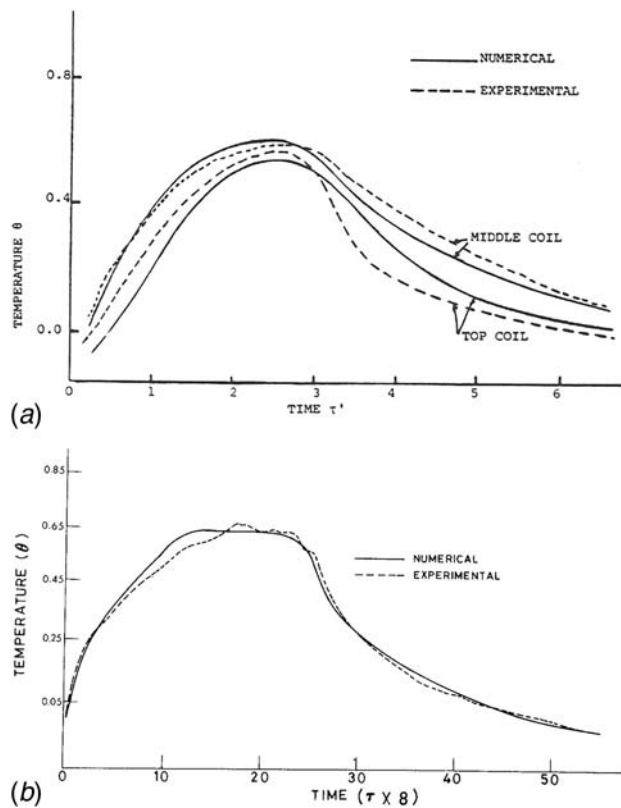 NUMERICAL
EXPERIMENTAL
0.8
0.4
0.0
TEMPERATURE θ
MIDDLE COIL
TOP COIL
0 1 2 3 4 5 6
TIME τ'
(a)
0.85
0.65
0.45
0.25
0.05
TEMPERATURE (θ)
NUMERICAL
EXPERIMENTAL
0 10 20 30 40 50
TIME (τ X 8)
(b)